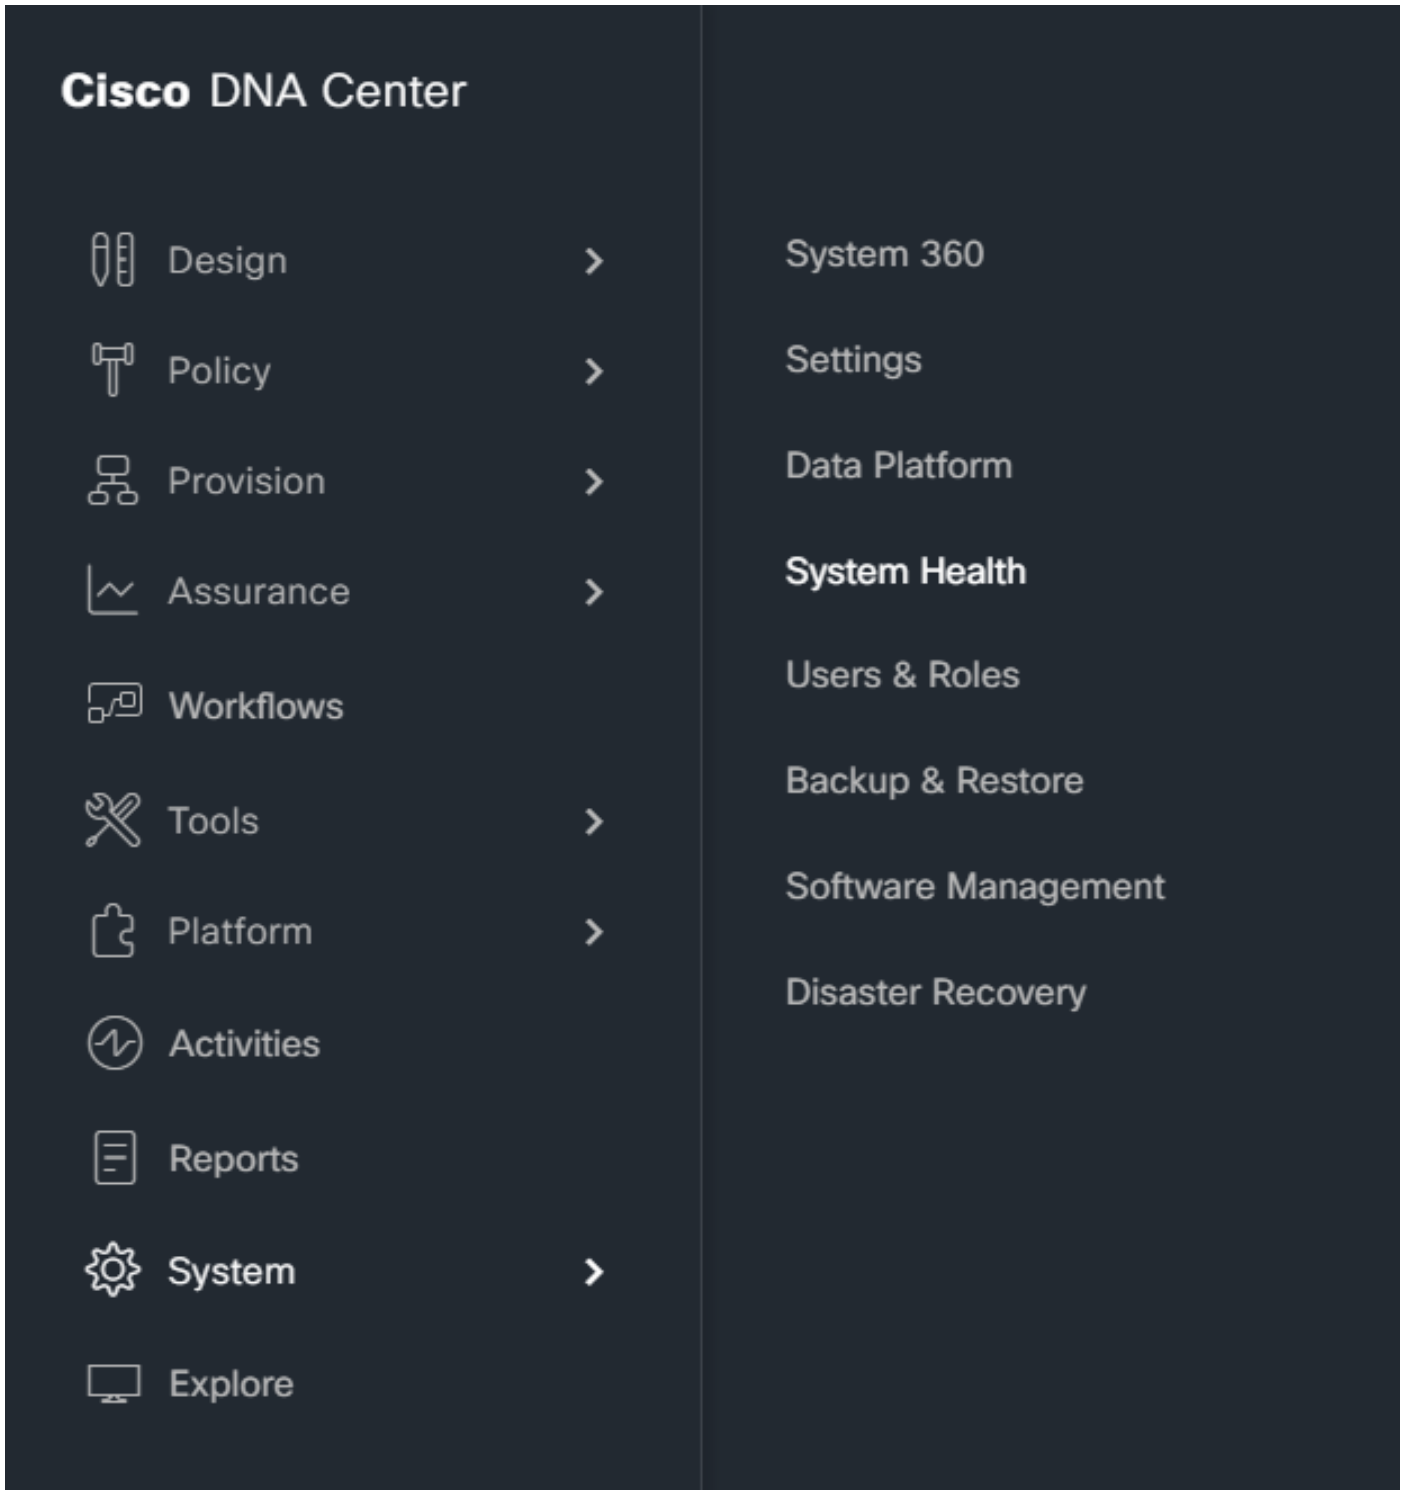 Cisco DNA Center
Design
Policy
Provision
Assurance
Workflows
Tools
Platform
Activities
Reports
System
Explore
System 360
Settings
Data Platform
System Health
Users & Roles
Backup & Restore
Software Management
Disaster Recovery